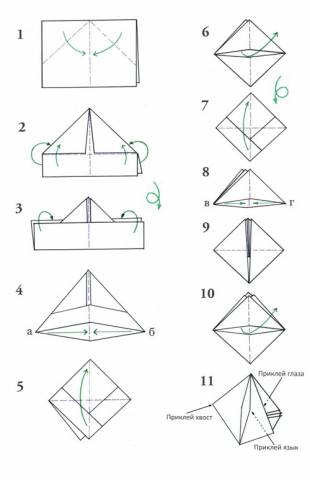 1
2
3
4
а б
5
6
7
8
в г
9
10
11
Приклей глаза
Приклей хвост
Приклей язык